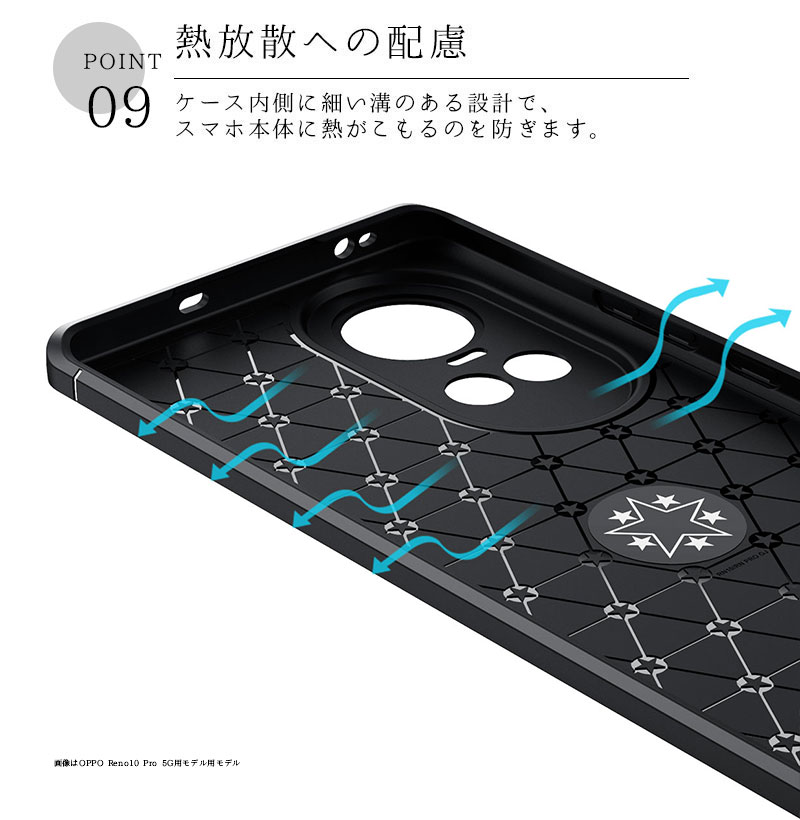 POINT
09
熱放散への配慮
ケース内側に細い溝のある設計で、
スマホ本体に熱がこもるのを防ぎます。
画像はOPPO Reno10 Pro 5G用モデル用モデル